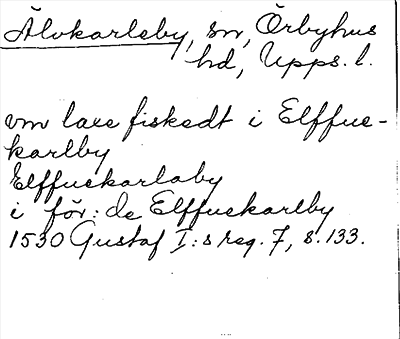 Älvkarleby, sn, Örbyhus
hd, Upps. l.
om laxe fiskedt i Elffue-
karlby
Elffuekarlaby
i för: de Elffuekarlby
1530 Gustaf I:s reg. 7, s. 133.